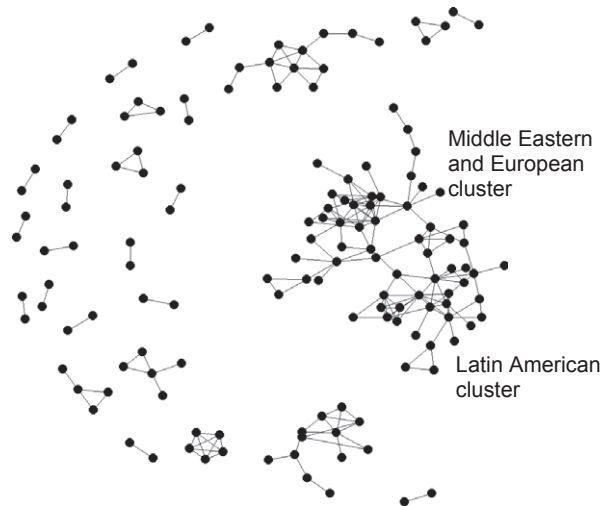 Middle Eastern
and European
cluster
Latin American
cluster